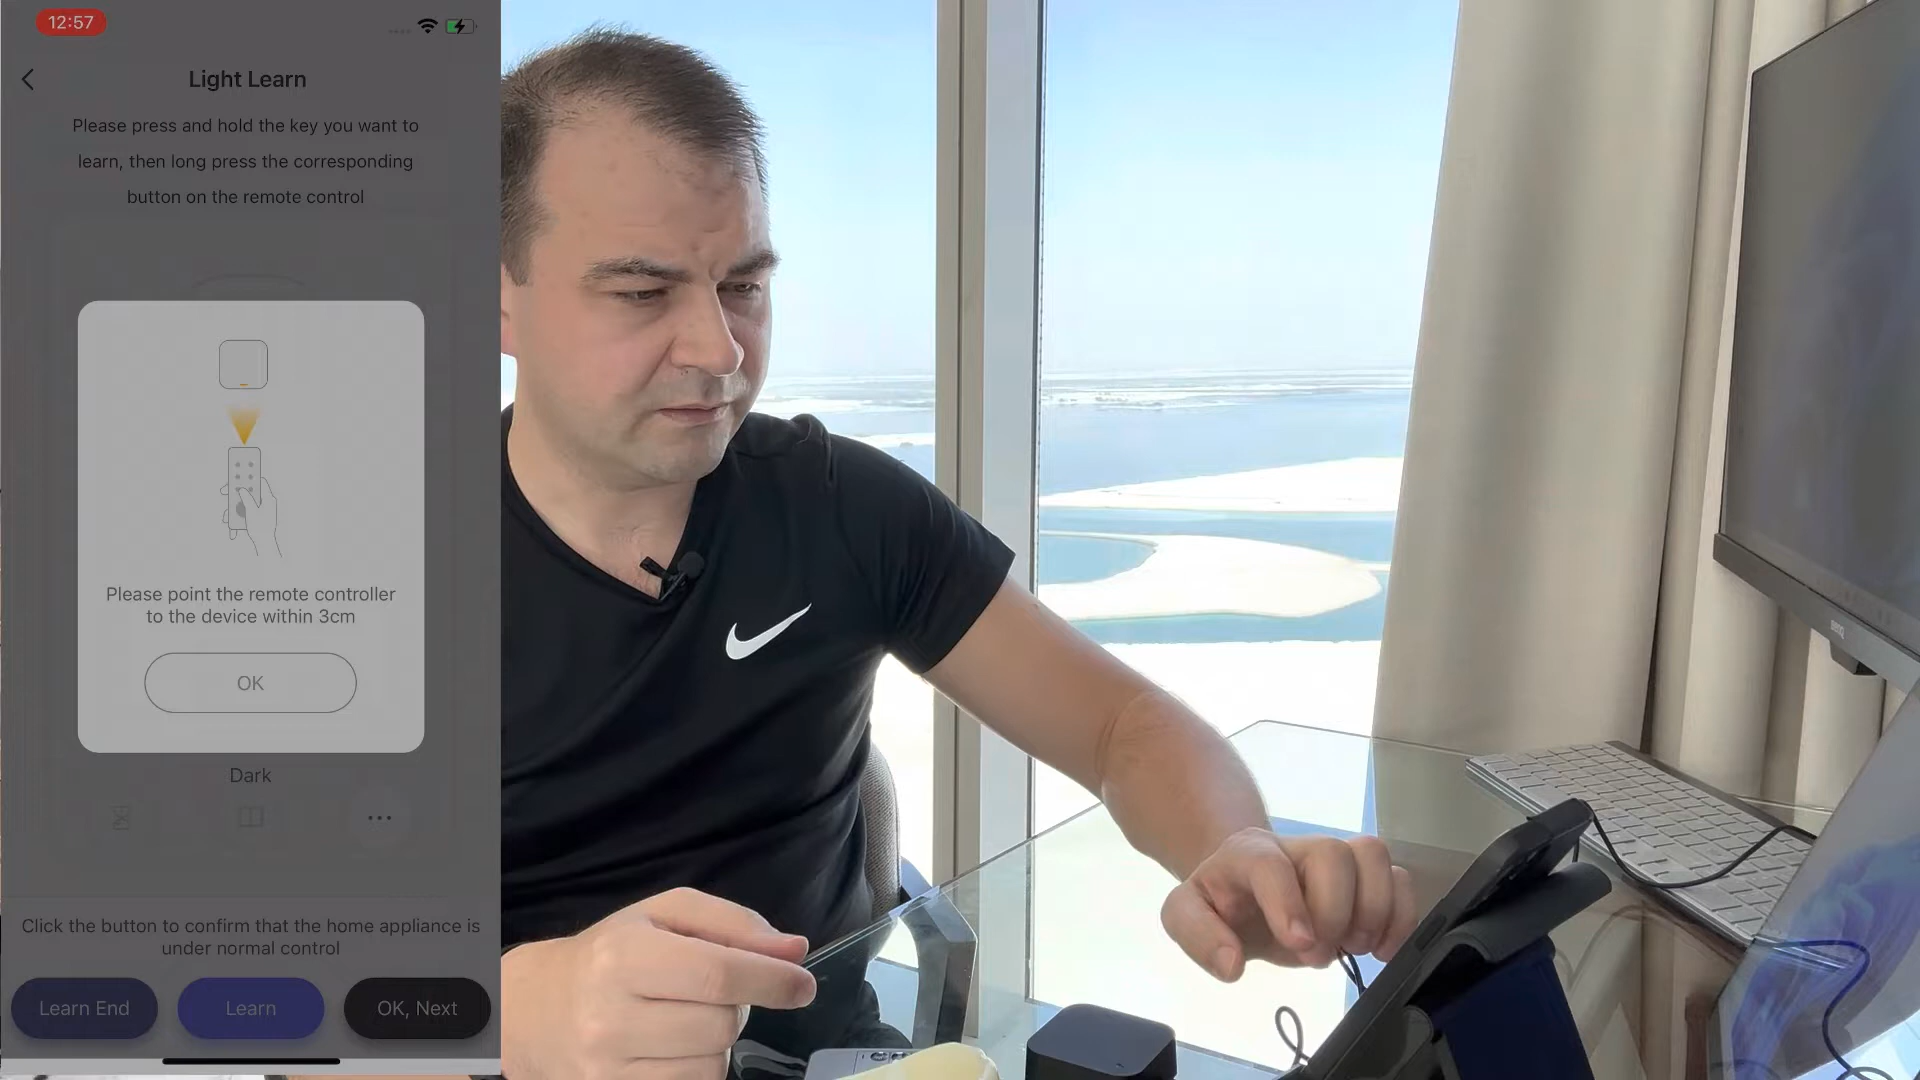 12:57
Light Learn
Please press and hold the key you want to
learn, then long press the corresponding
button on the remote control
Please point the remote controller
to the device within 3cm
OK
Dark
Click the button to confirm that the home appliance is
under normal control
Learn End
Learn
OK, Next
BenQ